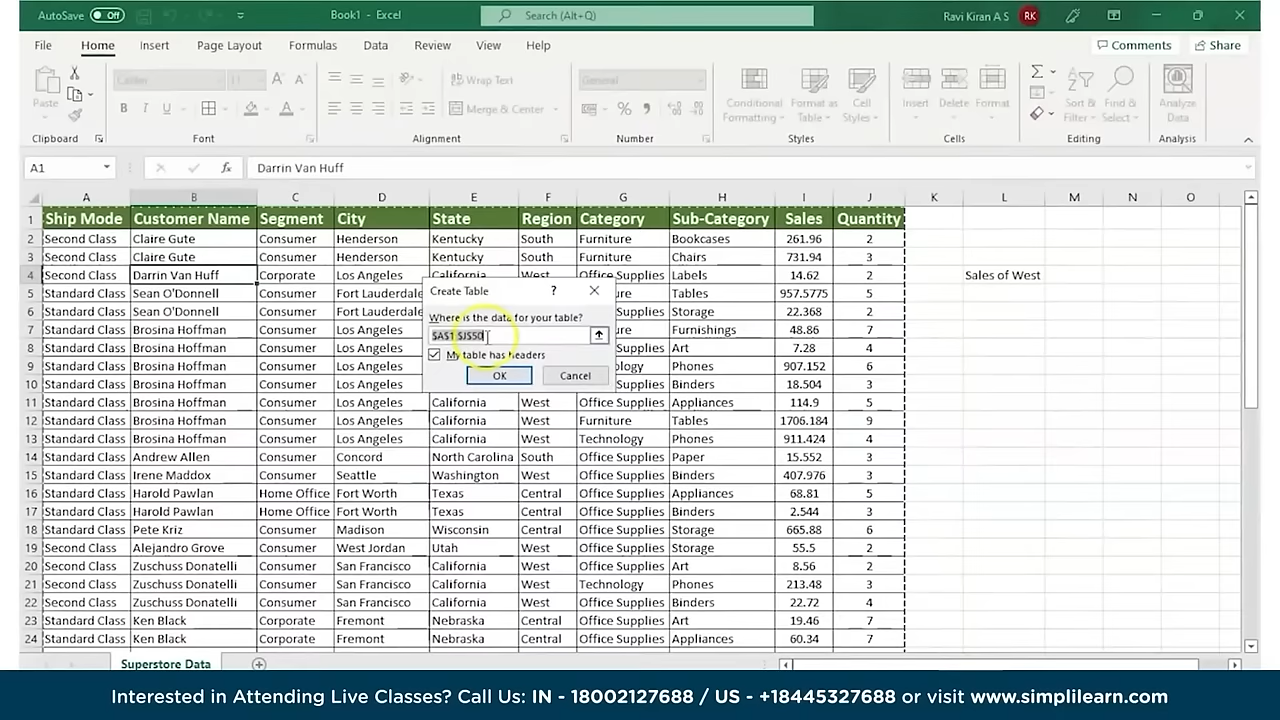 AutoSave Off Book1 - Excel Search (Alt+Q) Ravi Kiran A S RK
File Home Insert Page Layout Formulas Data Review View Help Comments Share
Paste Calibri 11 A A Wrap Text General Conditional Formatting Format as Table Cell Styles Insert Delete Format Sort & Filter Find & Select Analyze Data
B I U A Merge & Center % 
Clipboard Font Alignment Number Styles Cells Editing Analysis
A1 fx Darrin Van Huff
A B C D E F G H I J K L M N O
1 Ship Mode Customer Name Segment City State Region Category Sub-Category Sales Quantity
2 Second Class Claire Gute Consumer Henderson Kentucky South Furniture Bookcases 261.96 2
3 Second Class Claire Gute Consumer Henderson Kentucky South Furniture Chairs 731.94 3
4 Second Class Darrin Van Huff Corporate Los Angeles California West Office Supplies Labels 14.62 2 Sales of West
5 Standard Class Sean O'Donnell Consumer Fort Lauderdale ure Tables 957.5775 5
6 Standard Class Sean O'Donnell Consumer Fort Lauderdale Supplies Storage 22.368 2
7 Standard Class Brosina Hoffman Consumer Los Angeles ure Furnishings 48.86 7
8 Standard Class Brosina Hoffman Consumer Los Angeles Supplies Art 7.28 4
9 Standard Class Brosina Hoffman Consumer Los Angeles ology Phones 907.152 6
10 Standard Class Brosina Hoffman Consumer Los Angeles Supplies Binders 18.504 3
Create Table ?
Where is the data for your table?
$A$1:$J$50
My table has headers
OK Cancel
11 Standard Class Brosina Hoffman Consumer Los Angeles California West Office Supplies Appliances 114.9 5
12 Standard Class Brosina Hoffman Consumer Los Angeles California West Furniture Tables 1706.184 9
13 Standard Class Brosina Hoffman Consumer Los Angeles California West Technology Phones 911.424 4
14 Standard Class Andrew Allen Consumer Concord North Carolina South Office Supplies Paper 15.552 3
15 Standard Class Irene Maddox Consumer Seattle Washington West Office Supplies Binders 407.976 3
16 Standard Class Harold Pawlan Home Office Fort Worth Texas Central Office Supplies Appliances 68.81 5
17 Standard Class Harold Pawlan Home Office Fort Worth Texas Central Office Supplies Binders 2.544 3
18 Standard Class Pete Kriz Consumer Madison Wisconsin Central Office Supplies Storage 665.88 6
19 Second Class Alejandro Grove Consumer West Jordan Utah West Office Supplies Storage 55.5 2
20 Second Class Zuschuss Donatelli Consumer San Francisco California West Office Supplies Art 8.56 2
21 Second Class Zuschuss Donatelli Consumer San Francisco California West Technology Phones 213.48 3
22 Second Class Zuschuss Donatelli Consumer San Francisco California West Office Supplies Binders 22.72 4
23 Standard Class Ken Black Corporate Fremont Nebraska Central Office Supplies Art 19.46 7
24 Standard Class Ken Black Corporate Fremont Nebraska Central Office Supplies Appliances 60.34 7
Superstore Data
Interested in Attending Live Classes? Call Us: IN - 18002127688 / US - +18445327688 or visit www.simplilearn.com